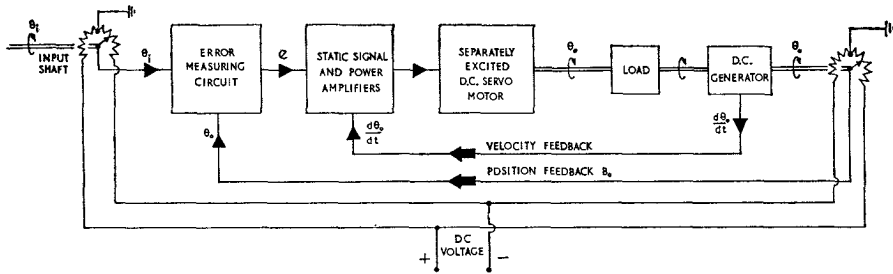 θi
INPUT
SHAFT
θi
ERROR
MEASURING
CIRCUIT
e
STATIC SIGNAL
AND POWER
AMPLIFIERS
SEPARATELY
EXCITED
D.C. SERVO
MOTOR
θo
LOAD
D.C.
GENERATOR
θo
θo
dθo
dt
VELOCITY FEEDBACK
dθo
dt
POSITION FEEDBACK Bo
+ DC
VOLTAGE −